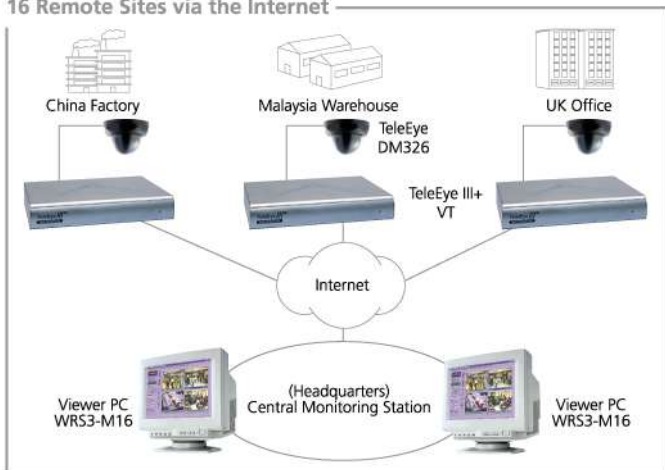 16 Remote Sites via the Internet
China Factory
Malaysia Warehouse
UK Office
TeleEye
DM326
TeleEye III+
VT
Internet
(Headquarters)
Central Monitoring Station
Viewer PC
WRS3-M16
Viewer PC
WRS3-M16